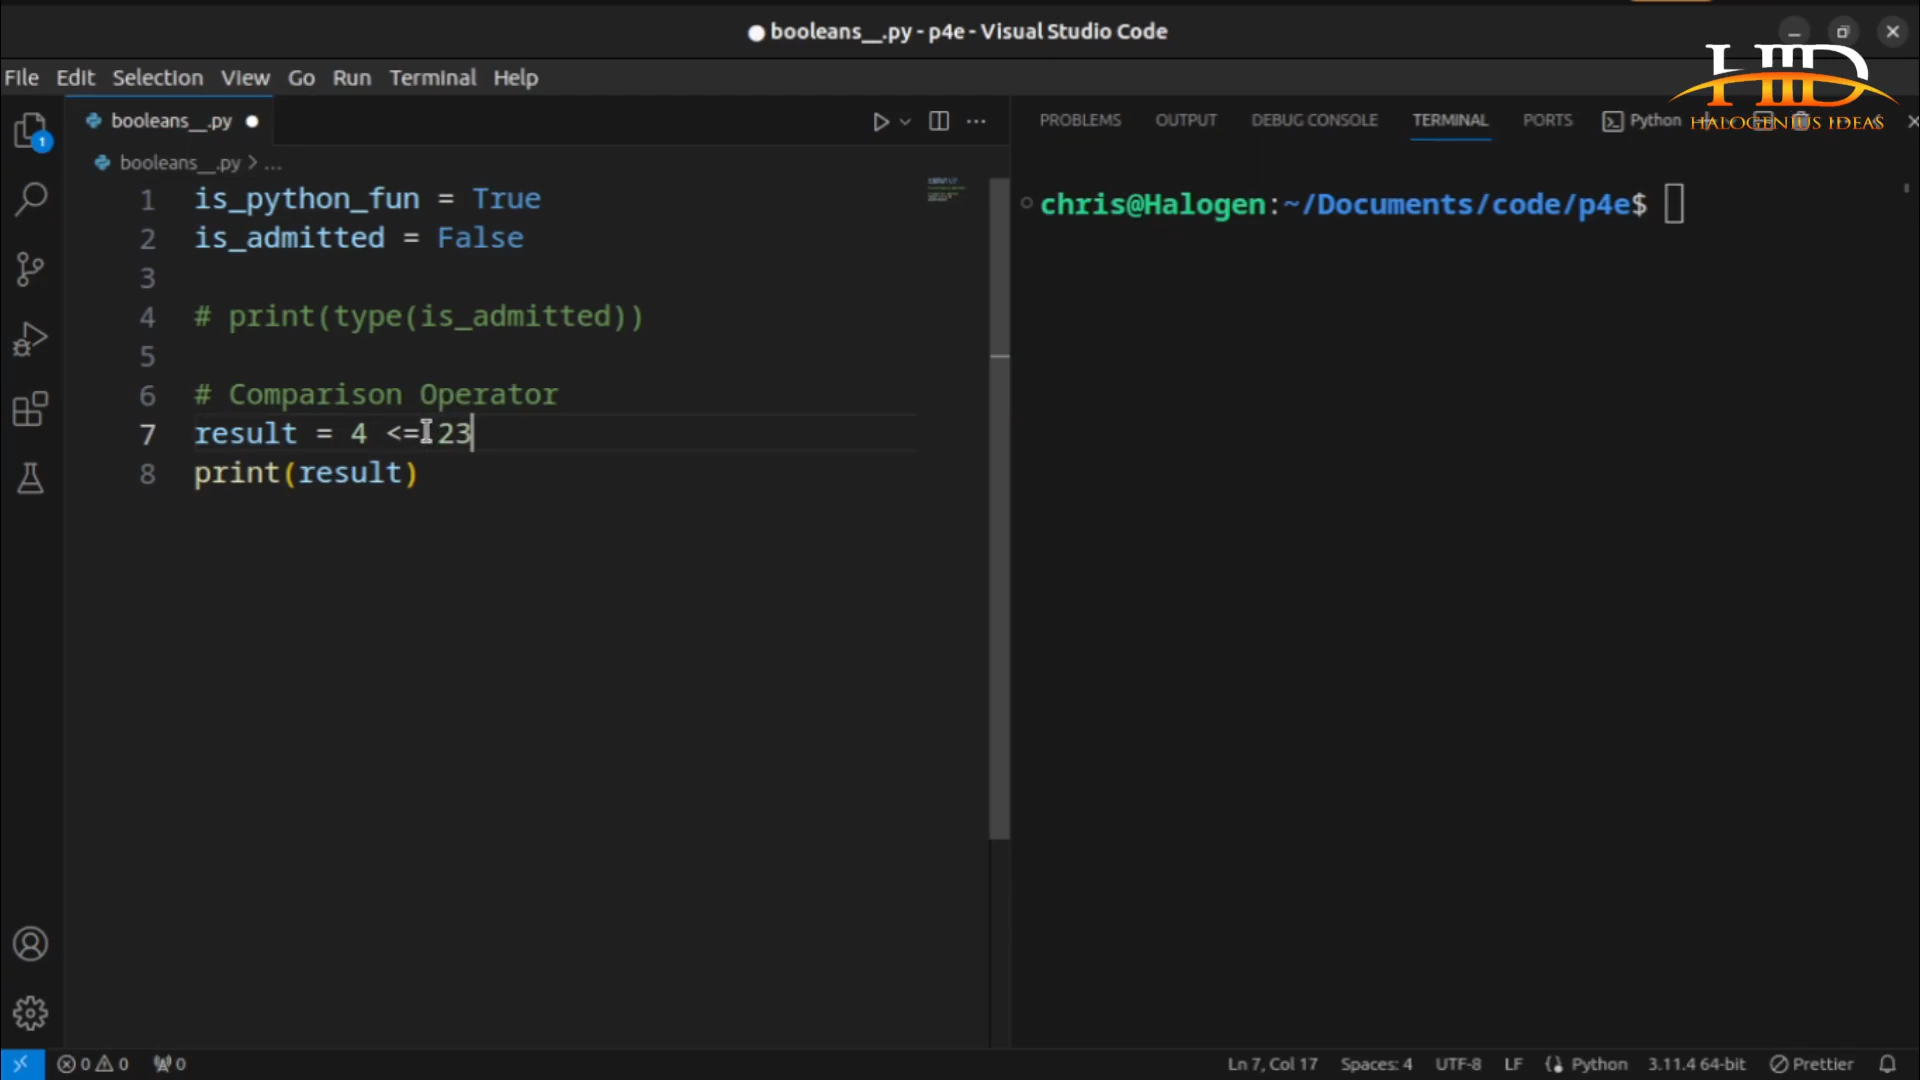 booleans__.py - p4e - Visual Studio Code
File Edit Selection View Go Run Terminal Help
HID
HALOGENIUS IDEAS
booleans__.py
PROBLEMS OUTPUT DEBUG CONSOLE TERMINAL PORTS Python
booleans__.py > ...
1 is_python_fun = True
2 is_admitted = False
3
4 # print(type(is_admitted))
5
6 # Comparison Operator
7 result = 4 <= 23
8 print(result)
chris@Halogen:~/Documents/code/p4e$
1
0 0 0 Ln 7, Col 17 Spaces: 4 UTF-8 LF Python 3.11.4 64-bit Prettier